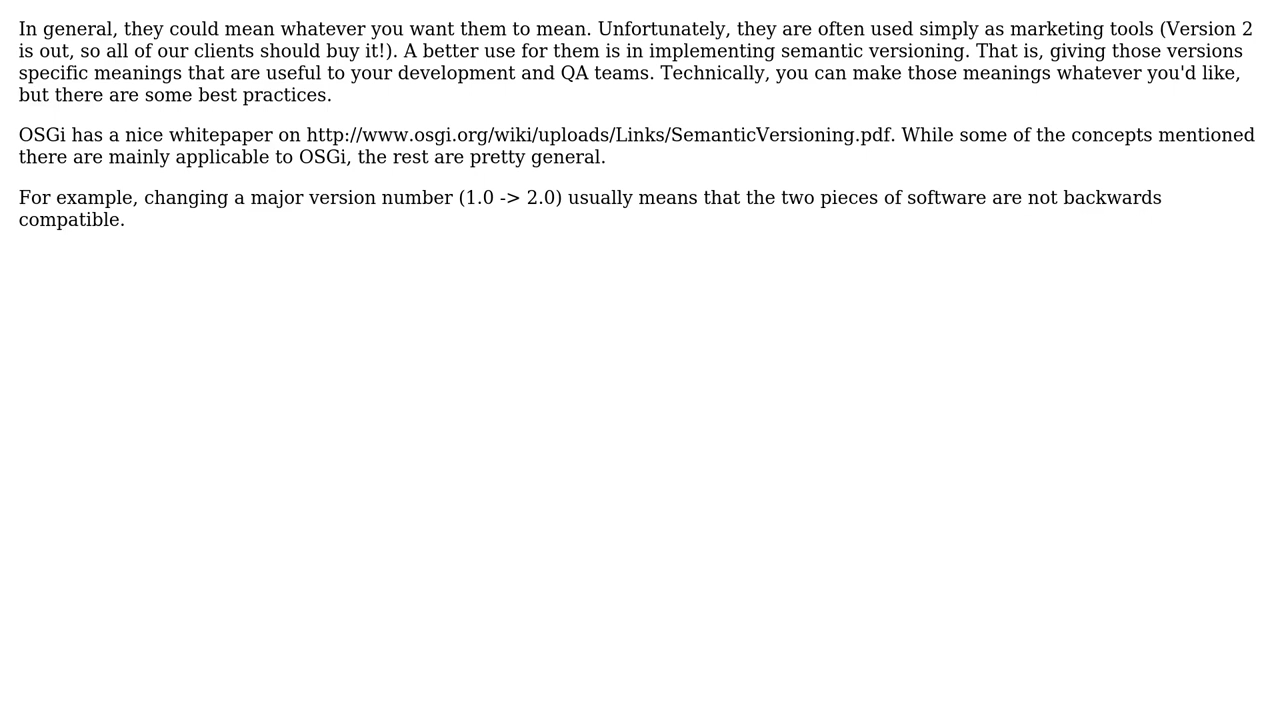 In general, they could mean whatever you want them to mean. Unfortunately, they are often used simply as marketing tools (Version 2
is out, so all of our clients should buy it!). A better use for them is in implementing semantic versioning. That is, giving those versions
specific meanings that are useful to your development and QA teams. Technically, you can make those meanings whatever you'd like,
but there are some best practices.
OSGi has a nice whitepaper on http://www.osgi.org/wiki/uploads/Links/SemanticVersioning.pdf. While some of the concepts mentioned
there are mainly applicable to OSGi, the rest are pretty general.
For example, changing a major version number (1.0 -> 2.0) usually means that the two pieces of software are not backwards
compatible.